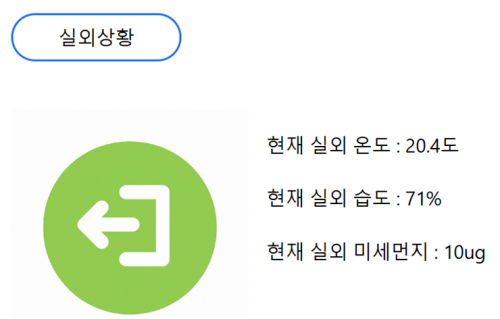 실외상황
현재 실외 온도 : 20.4도
현재 실외 습도 : 71%
현재 실외 미세먼지 : 10ug